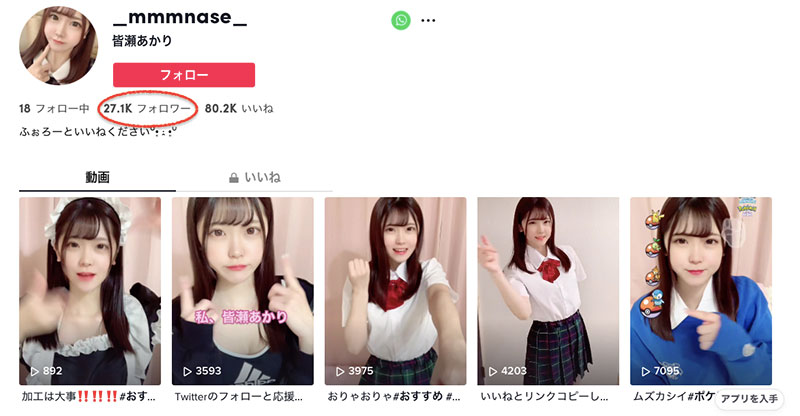 _mmmnase_
皆瀬あかり
フォロー
18 フォロー中 27.1K フォロワー 80.2K いいね
ふぉろーといいねください
動画 いいね
私、皆瀬あかり
892 3593 3975 4203 7095
加工は大事‼️‼️‼️#おす... Twitterのフォローと応援... おりゃおりゃ#おすすめ #... いいねとリンクコピーし... ムズカシイ#ポケ
アプリを入手